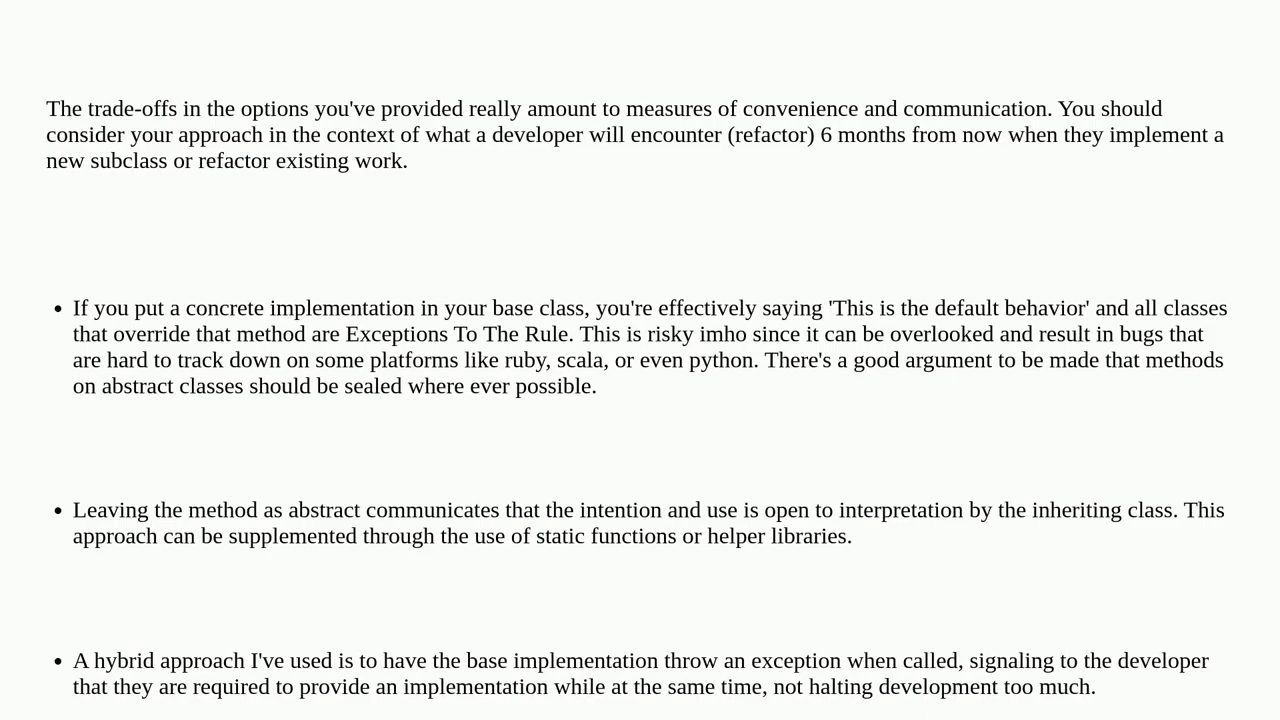 The trade-offs in the options you've provided really amount to measures of convenience and communication. You should
consider your approach in the context of what a developer will encounter (refactor) 6 months from now when they implement a
new subclass or refactor existing work.
• If you put a concrete implementation in your base class, you're effectively saying 'This is the default behavior' and all classes
that override that method are Exceptions To The Rule. This is risky imho since it can be overlooked and result in bugs that
are hard to track down on some platforms like ruby, scala, or even python. There's a good argument to be made that methods
on abstract classes should be sealed where ever possible.
• Leaving the method as abstract communicates that the intention and use is open to interpretation by the inheriting class. This
approach can be supplemented through the use of static functions or helper libraries.
• A hybrid approach I've used is to have the base implementation throw an exception when called, signaling to the developer
that they are required to provide an implementation while at the same time, not halting development too much.